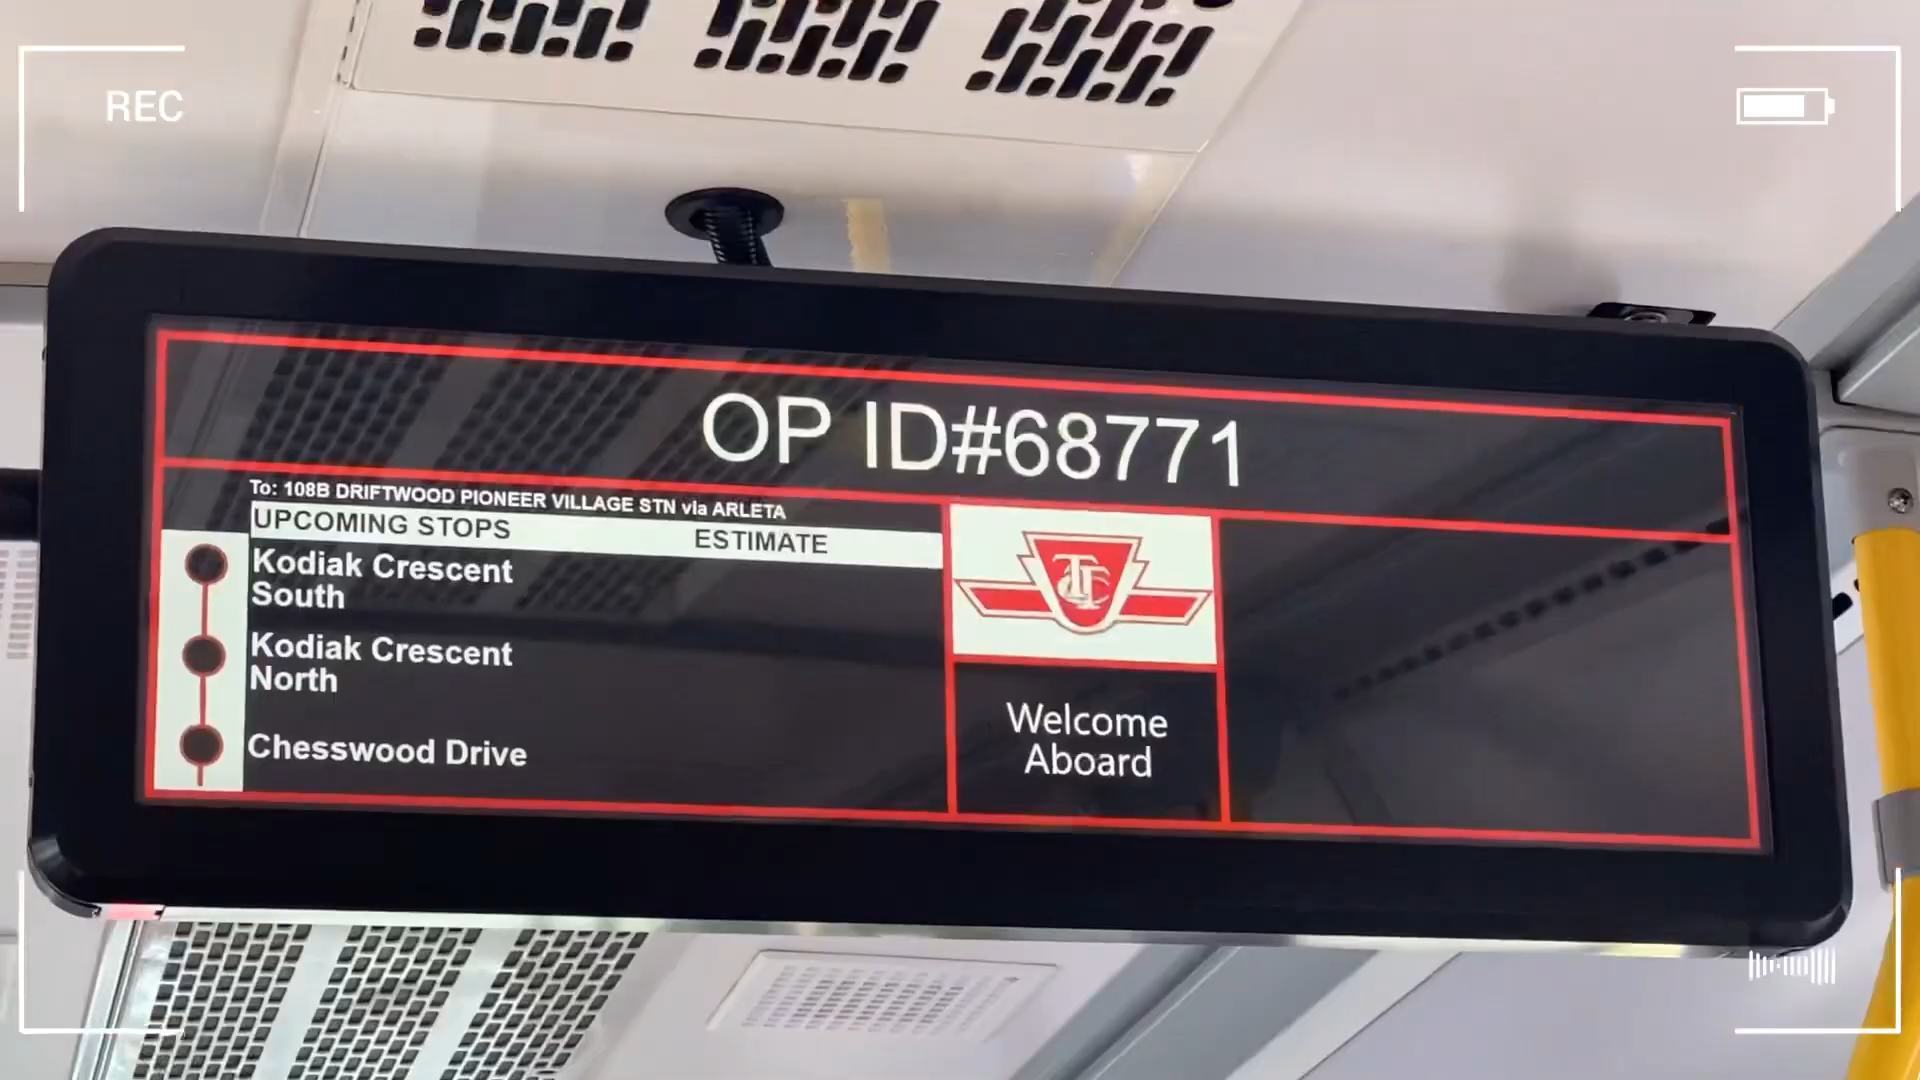 REC
OP ID#68771
To: 108B DRIFTWOOD PIONEER VILLAGE STN via ARLETA
UPCOMING STOPS ESTIMATE
Kodiak Crescent
South
Kodiak Crescent
North
Chesswood Drive
TTC
Welcome
Aboard